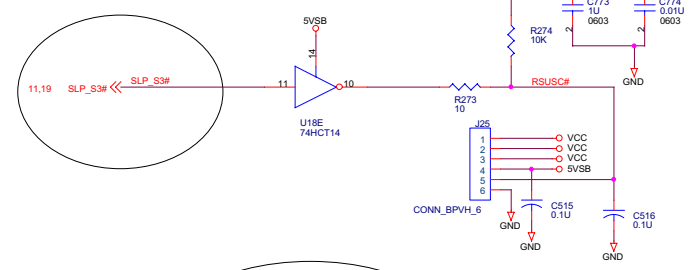 C773
1U
0603
2
C774
0.01U
0603
2
5VSB
14
R274
10K
GND
11,19 SLP_S3# SLP_S3# 11 10 RSUSC#
R273
10
U18E
74HCT14
J25
1 VCC
2 VCC
3 VCC
4 5VSB
5
6
CONN_BPVH_6
GND
C515
0.1U
GND
C516
0.1U
GND